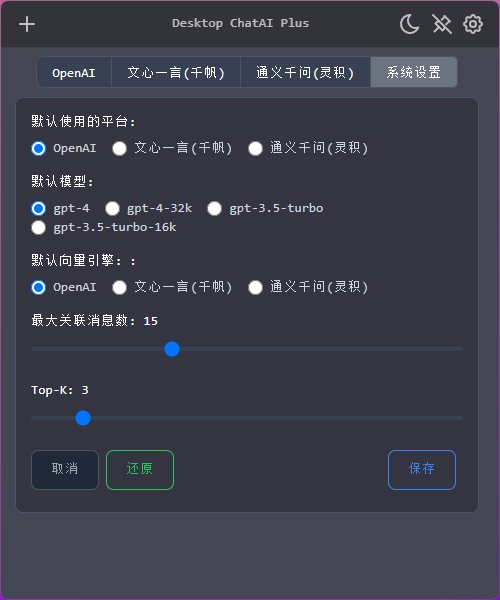 Desktop ChatAI Plus
OpenAI 文心一言(千帆) 通义千问(灵积) 系统设置
默认使用的平台:
OpenAI 文心一言(千帆) 通义千问(灵积)
默认模型:
gpt-4 gpt-4-32k gpt-3.5-turbo
gpt-3.5-turbo-16k
默认向量引擎: :
OpenAI 文心一言(千帆) 通义千问(灵积)
最大关联消息数: 15
Top-K: 3
取消 还原 保存